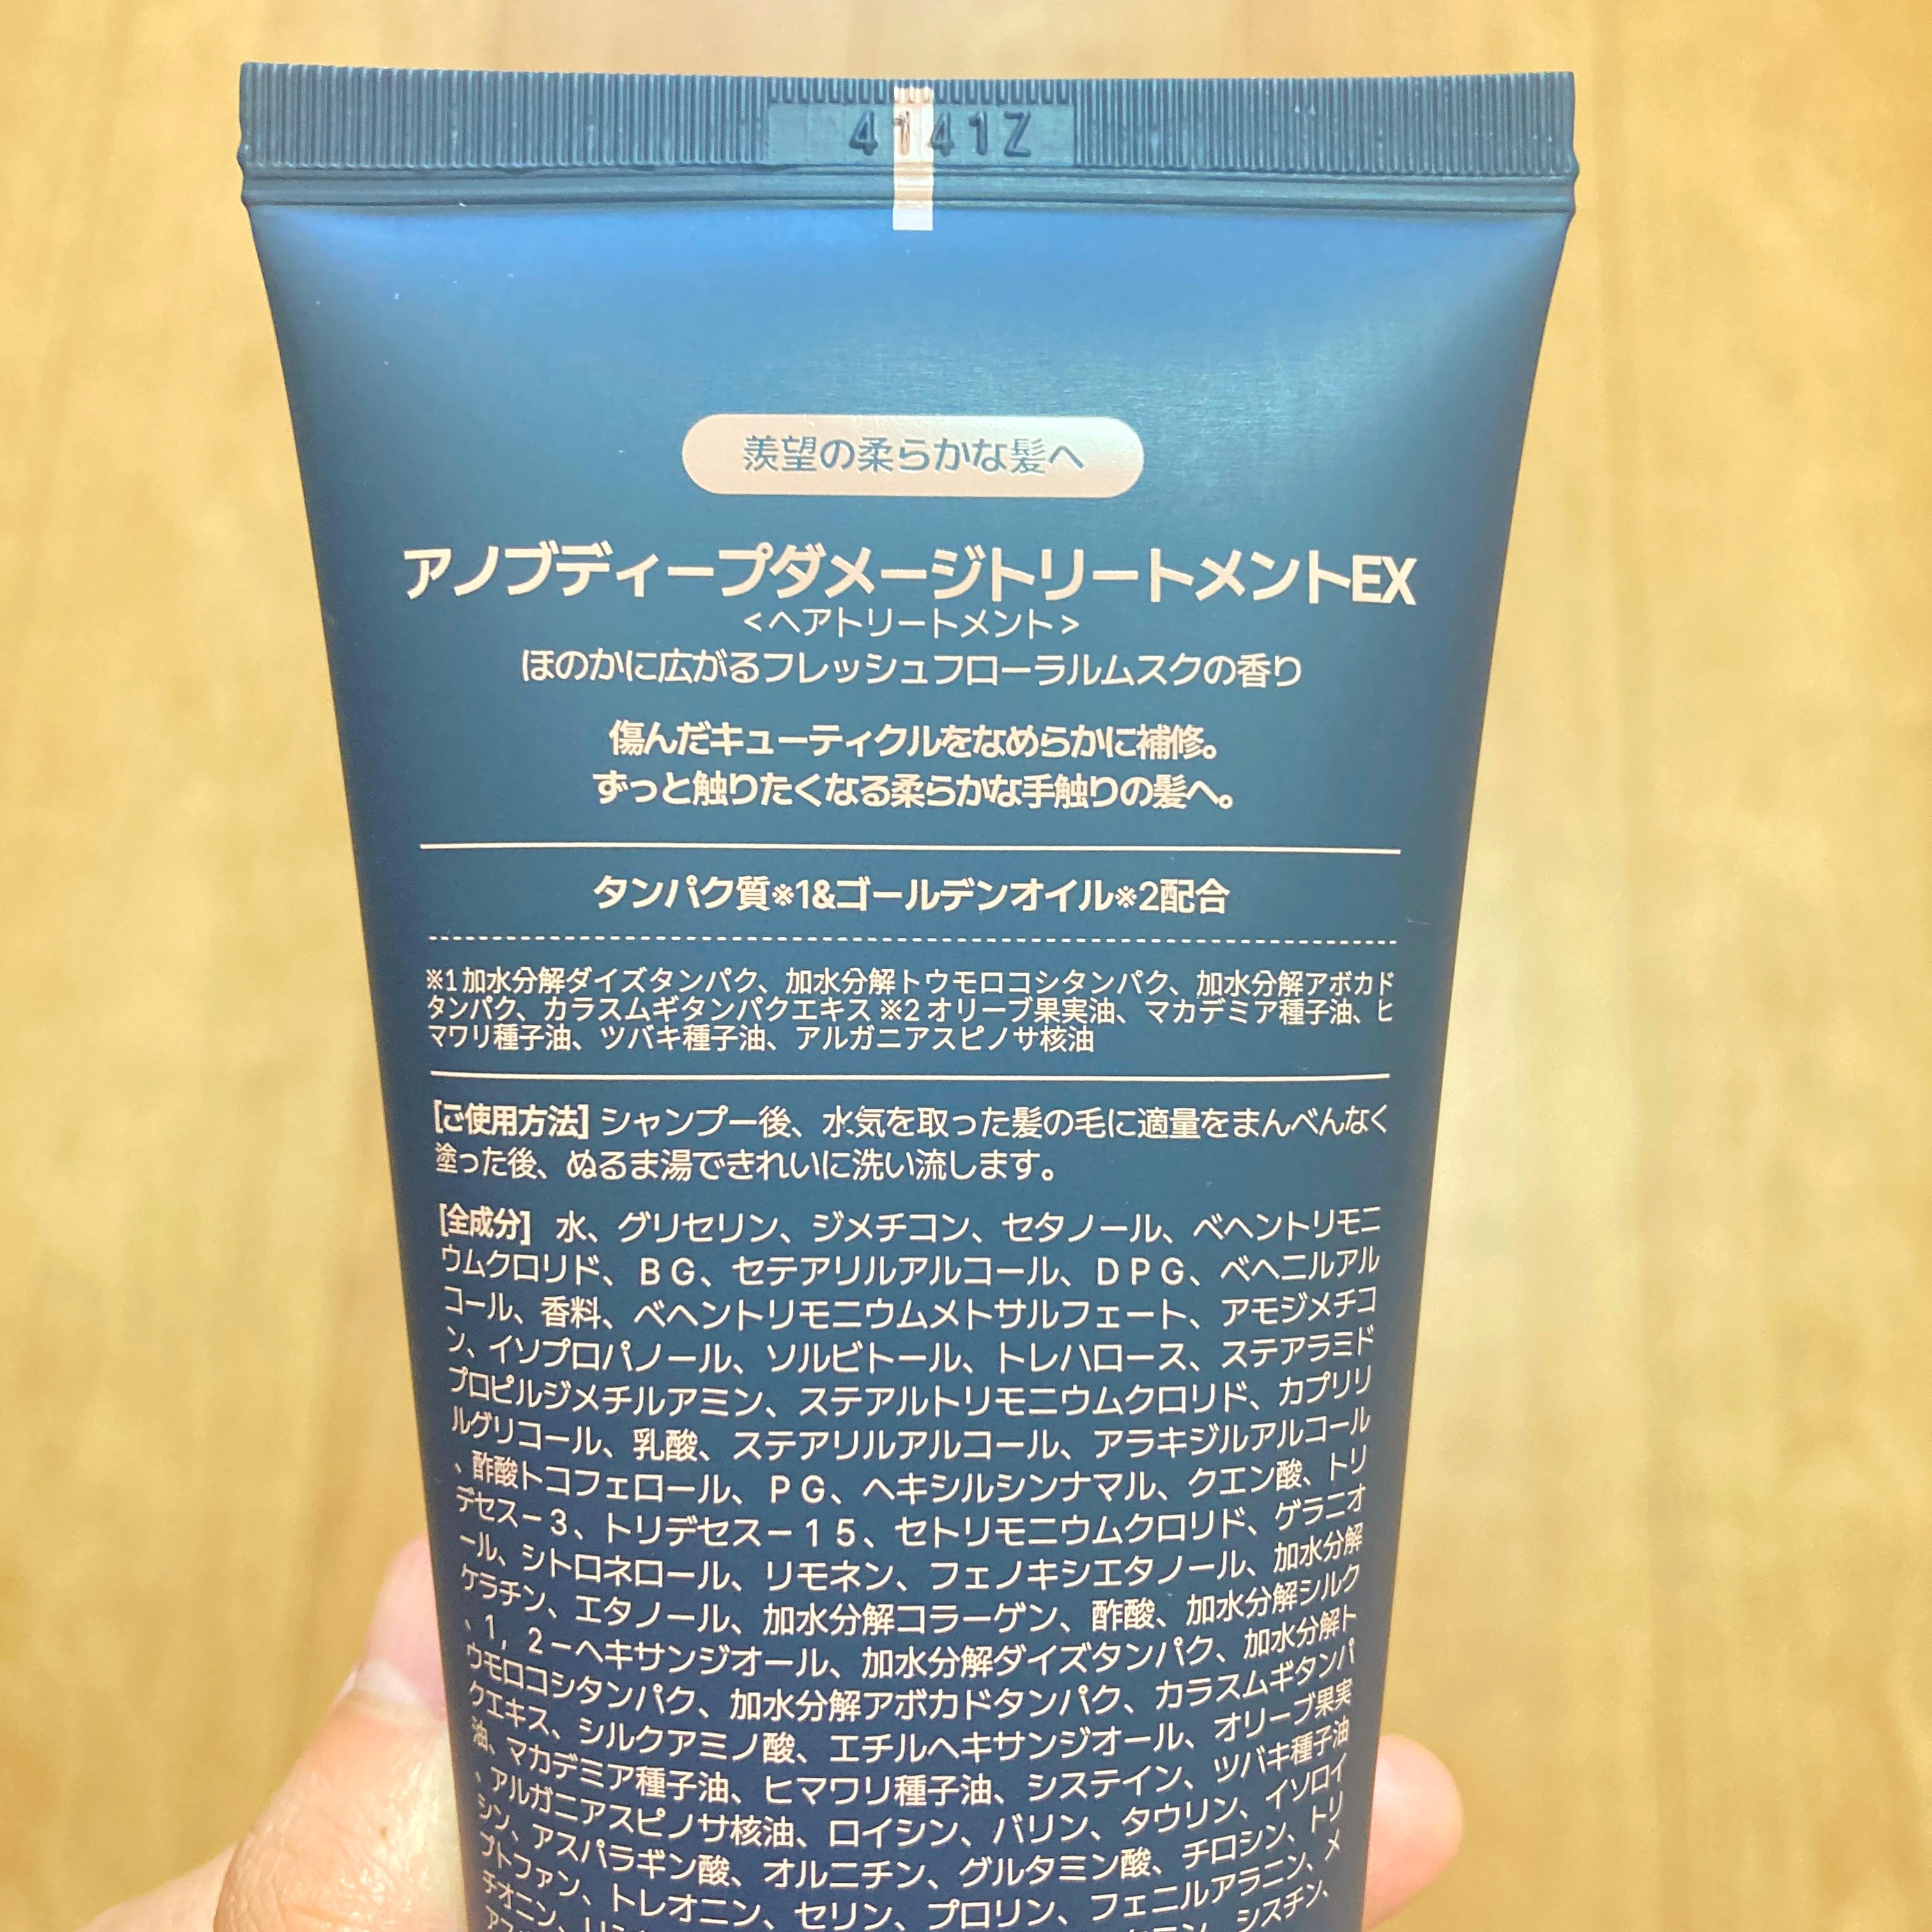 4141Z
羨望の柔らかな髪へ
アノブディープダメージトリートメントEX
<ヘアトリートメント>
ほのかに広がるフレッシュフローラルムスクの香り
傷んだキューティクルをなめらかに補修。
ずっと触りたくなる柔らかな手触りの髪へ。
タンパク質※1&ゴールデンオイル※2配合
※1 加水分解ダイズタンパク、加水分解トウモロコシタンパク、加水分解アボカド
タンパク、カラスムギタンパクエキス ※2 オリーブ果実油、マカデミア種子油、ヒ
マワリ種子油、ツバキ種子油、アルガニアスピノサ核油
[ご使用方法] シャンプー後、水気を取った髪の毛に適量をまんべんなく
塗った後、ぬるま湯できれいに洗い流します。
[全成分] 水、グリセリン、ジメチコン、セタノール、ベヘントリモニ
ウムクロリド、BG、セテアリルアルコール、DPG、ベヘニルアル
コール、香料、ベヘントリモニウムメトサルフェート、アモジメチコ
ン、イソプロパノール、ソルビトール、トレハロース、ステアラミド
プロピルジメチルアミン、ステアルトリモニウムクロリド、カプリリ
ルグリコール、乳酸、ステアリルアルコール、アラキジルアルコール
、酢酸トコフェロール、PG、ヘキシルシンナマル、クエン酸、トリ
デセスー3、トリデセスー15、セトリモニウムクロリド、ゲラニオ
ール、シトロネロール、リモネン、フェノキシエタノール、加水分解
ケラチン、エタノール、加水分解コラーゲン、酢酸、加水分解シルク
、1,2ーヘキサンジオール、加水分解ダイズタンパク、加水分解ト
ウモロコシタンパク、加水分解アボカドタンパク、カラスムギタンパ
クエキス、シルクアミノ酸、エチルヘキサンジオール、オリーブ果実
油、マカデミア種子油、ヒマワリ種子油、システイン、ツバキ種子油
、アルガニアスピノサ核油、ロイシン、バリン、タウリン、イソロイ
シン、アスパラギン酸、オルニチン、グルタミン酸、チロシン、トリ
プトファン、トレオニン、セリン、プロリン、フェニルアラニン、メ
チオニン、シスチン、